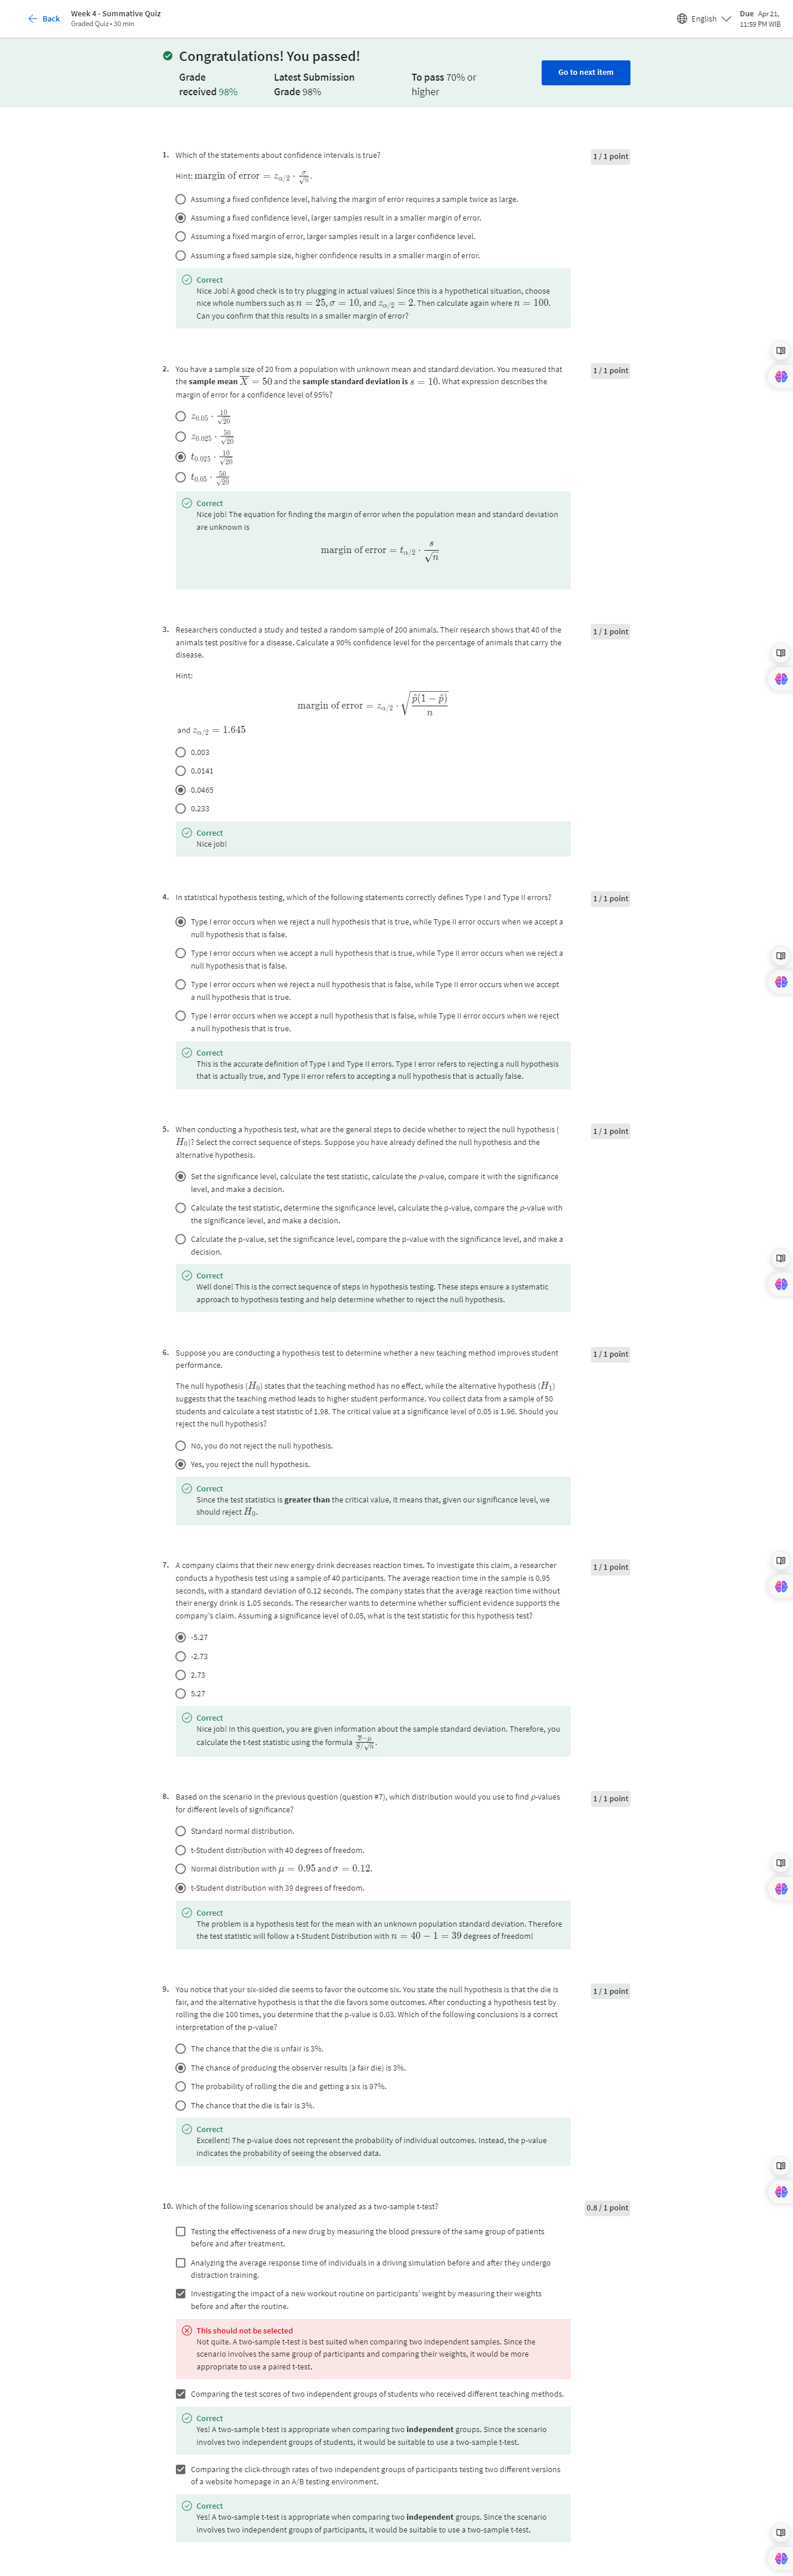 Back
Week 4 - Summative Quiz
Graded Quiz • 30 min
English
Due Apr 21, 11:59 PM WIB
Congratulations! You passed!
Grade received 98%
Latest Submission Grade 98%
To pass 70% or higher
Go to next item
1. Which of the statements about confidence intervals is true?
1 / 1 point
Hint: margin of error = z_{α/2} · σ/√n.
Assuming a fixed confidence level, halving the margin of error requires a sample twice as large.
Assuming a fixed confidence level, larger samples result in a smaller margin of error.
Assuming a fixed margin of error, larger samples result in a larger confidence level.
Assuming a fixed sample size, higher confidence results in a smaller margin of error.
Correct
Nice Job! A good check is to try plugging in actual values! Since this is a hypothetical situation, choose
nice whole numbers such as n = 25, σ = 10, and z_{α/2} = 2. Then calculate again where n = 100.
Can you confirm that this results in a smaller margin of error?
2. You have a sample size of 20 from a population with unknown mean and standard deviation. You measured that
1 / 1 point
the sample mean X̄ = 50 and the sample standard deviation is s = 10. What expression describes the
margin of error for a confidence level of 95%?
z_{0.05} · 10/√20
z_{0.025} · 50/√20
t_{0.025} · 10/√20
t_{0.05} · 50/√20
Correct
Nice job! The equation for finding the margin of error when the population mean and standard deviation
are unknown is
margin of error = t_{α/2} · s/√n
3. Researchers conducted a study and tested a random sample of 200 animals. Their research shows that 40 of the
1 / 1 point
animals test positive for a disease. Calculate a 90% confidence level for the percentage of animals that carry the
disease.
Hint:
margin of error = z_{α/2} · √(p̂(1 − p̂)/n)
and z_{α/2} = 1.645
0.003
0.0141
0.0465
0.233
Correct
Nice job!
4. In statistical hypothesis testing, which of the following statements correctly defines Type I and Type II errors?
1 / 1 point
Type I error occurs when we reject a null hypothesis that is true, while Type II error occurs when we accept a
null hypothesis that is false.
Type I error occurs when we accept a null hypothesis that is true, while Type II error occurs when we reject a
null hypothesis that is false.
Type I error occurs when we reject a null hypothesis that is false, while Type II error occurs when we accept
a null hypothesis that is true.
Type I error occurs when we accept a null hypothesis that is false, while Type II error occurs when we reject
a null hypothesis that is true.
Correct
This is the accurate definition of Type I and Type II errors. Type I error refers to rejecting a null hypothesis
that is actually true, and Type II error refers to accepting a null hypothesis that is actually false.
5. When conducting a hypothesis test, what are the general steps to decide whether to reject the null hypothesis (
1 / 1 point
H₀)? Select the correct sequence of steps. Suppose you have already defined the null hypothesis and the
alternative hypothesis.
Set the significance level, calculate the test statistic, calculate the p-value, compare it with the significance
level, and make a decision.
Calculate the test statistic, determine the significance level, calculate the p-value, compare the p-value with
the significance level, and make a decision.
Calculate the p-value, set the significance level, compare the p-value with the significance level, and make a
decision.
Correct
Well done! This is the correct sequence of steps in hypothesis testing. These steps ensure a systematic
approach to hypothesis testing and help determine whether to reject the null hypothesis.
6. Suppose you are conducting a hypothesis test to determine whether a new teaching method improves student
1 / 1 point
performance.
The null hypothesis (H₀) states that the teaching method has no effect, while the alternative hypothesis (H₁)
suggests that the teaching method leads to higher student performance. You collect data from a sample of 50
students and calculate a test statistic of 1.98. The critical value at a significance level of 0.05 is 1.96. Should you
reject the null hypothesis?
No, you do not reject the null hypothesis.
Yes, you reject the null hypothesis.
Correct
Since the test statistics is greater than the critical value, it means that, given our significance level, we
should reject H₀.
7. A company claims that their new energy drink decreases reaction times. To investigate this claim, a researcher
1 / 1 point
conducts a hypothesis test using a sample of 40 participants. The average reaction time in the sample is 0.95
seconds, with a standard deviation of 0.12 seconds. The company states that the average reaction time without
their energy drink is 1.05 seconds. The researcher wants to determine whether sufficient evidence supports the
company's claim. Assuming a significance level of 0.05, what is the test statistic for this hypothesis test?
-5.27
-2.73
2.73
5.27
Correct
Nice job! In this question, you are given information about the sample standard deviation. Therefore, you
calculate the t-test statistic using the formula (x̄−μ)/(S/√n).
8. Based on the scenario in the previous question (question #7), which distribution would you use to find p-values
1 / 1 point
for different levels of significance?
Standard normal distribution.
t-Student distribution with 40 degrees of freedom.
Normal distribution with μ = 0.95 and σ = 0.12.
t-Student distribution with 39 degrees of freedom.
Correct
The problem is a hypothesis test for the mean with an unknown population standard deviation. Therefore
the test statistic will follow a t-Student Distribution with n = 40 − 1 = 39 degrees of freedom!
9. You notice that your six-sided die seems to favor the outcome six. You state the null hypothesis is that the die is
1 / 1 point
fair, and the alternative hypothesis is that the die favors some outcomes. After conducting a hypothesis test by
rolling the die 100 times, you determine that the p-value is 0.03. Which of the following conclusions is a correct
interpretation of the p-value?
The chance that the die is unfair is 3%.
The chance of producing the observer results (a fair die) is 3%.
The probability of rolling the die and getting a six is 97%.
The chance that the die is fair is 3%.
Correct
Excellent! The p-value does not represent the probability of individual outcomes. Instead, the p-value
indicates the probability of seeing the observed data.
10. Which of the following scenarios should be analyzed as a two-sample t-test?
0.8 / 1 point
Testing the effectiveness of a new drug by measuring the blood pressure of the same group of patients
before and after treatment.
Analyzing the average response time of individuals in a driving simulation before and after they undergo
distraction training.
Investigating the impact of a new workout routine on participants' weight by measuring their weights
before and after the routine.
This should not be selected
Not quite. A two-sample t-test is best suited when comparing two independent samples. Since the
scenario involves the same group of participants and comparing their weights, it would be more
appropriate to use a paired t-test.
Comparing the test scores of two independent groups of students who received different teaching methods.
Correct
Yes! A two-sample t-test is appropriate when comparing two independent groups. Since the scenario
involves two independent groups of students, it would be suitable to use a two-sample t-test.
Comparing the click-through rates of two independent groups of participants testing two different versions
of a website homepage in an A/B testing environment.
Correct
Yes! A two-sample t-test is appropriate when comparing two independent groups. Since the scenario
involves two independent groups of participants, it would be suitable to use a two-sample t-test.